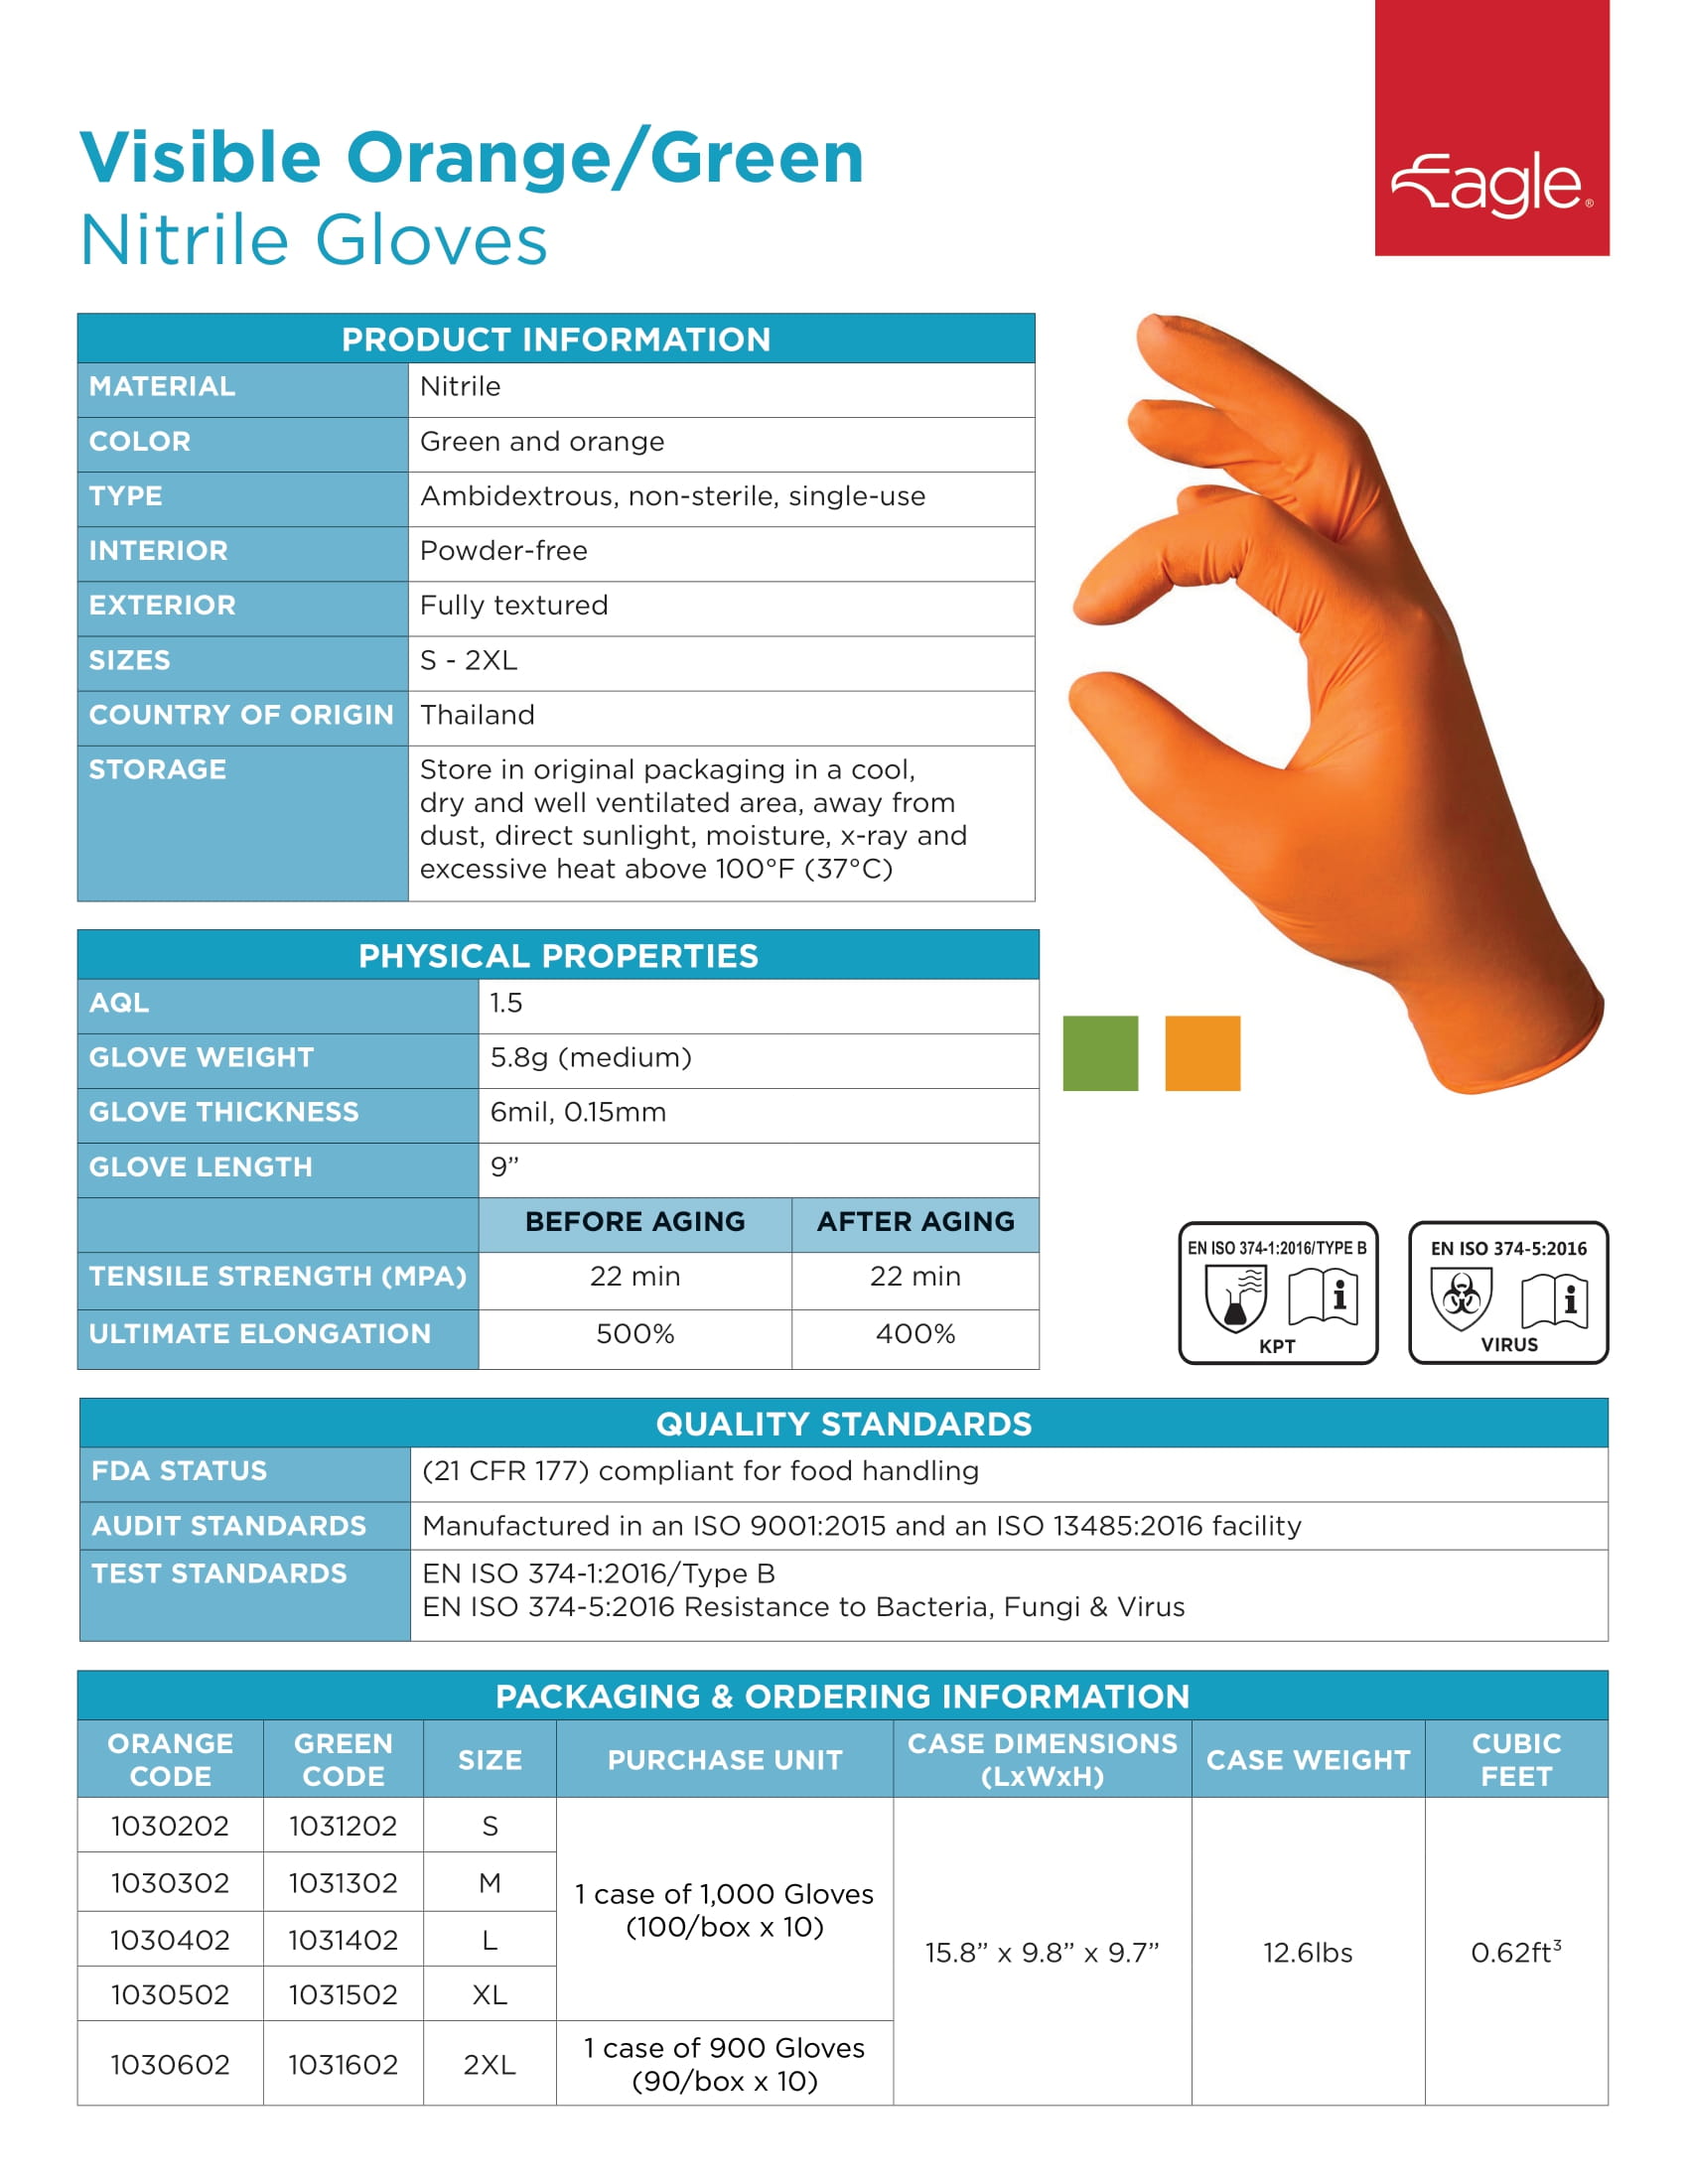 Visible Orange/Green
Nitrile Gloves
Eagle®
PRODUCT INFORMATION
MATERIAL Nitrile
COLOR Green and orange
TYPE Ambidextrous, non-sterile, single-use
INTERIOR Powder-free
EXTERIOR Fully textured
SIZES S - 2XL
COUNTRY OF ORIGIN Thailand
STORAGE Store in original packaging in a cool,
dry and well ventilated area, away from
dust, direct sunlight, moisture, x-ray and
excessive heat above 100°F (37°C)
PHYSICAL PROPERTIES
AQL 1.5
GLOVE WEIGHT 5.8g (medium)
GLOVE THICKNESS 6mil, 0.15mm
GLOVE LENGTH 9”
BEFORE AGING AFTER AGING
TENSILE STRENGTH (MPA) 22 min 22 min
ULTIMATE ELONGATION 500% 400%
EN ISO 374-1:2016/TYPE B
i
KPT
EN ISO 374-5:2016
i
VIRUS
QUALITY STANDARDS
FDA STATUS (21 CFR 177) compliant for food handling
AUDIT STANDARDS Manufactured in an ISO 9001:2015 and an ISO 13485:2016 facility
TEST STANDARDS EN ISO 374-1:2016/Type B
EN ISO 374-5:2016 Resistance to Bacteria, Fungi & Virus
PACKAGING & ORDERING INFORMATION
ORANGE CODE GREEN CODE SIZE PURCHASE UNIT CASE DIMENSIONS (LxWxH) CASE WEIGHT CUBIC FEET
1030202 1031202 S
1030302 1031302 M
1030402 1031402 L
1030502 1031502 XL
1 case of 1,000 Gloves
(100/box x 10)
15.8” x 9.8” x 9.7” 12.6lbs 0.62ft³
1030602 1031602 2XL
1 case of 900 Gloves
(90/box x 10)